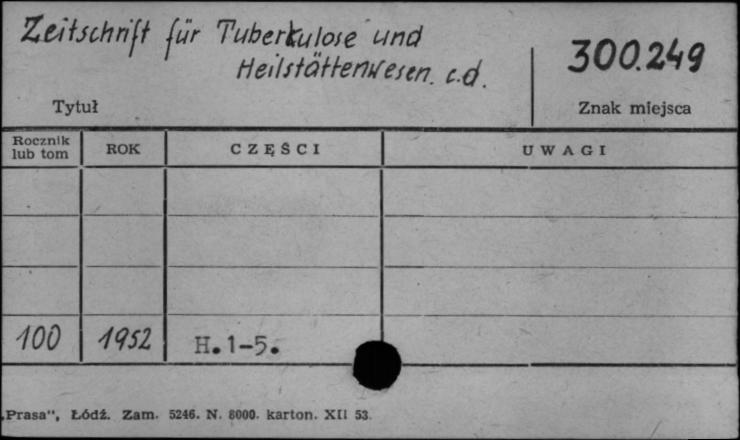 Zeitschrift für Tuberkulose und
Heilstättenwesen. c.d.
300.249
Tytuł
Znak miejsca
Rocznik
lub tom
ROK
CZĘŚCI
UWAGI
100 1952 H. 1-5.
„Prasa", Łódź. Zam. 5246. N. 8000. karton. XII 53.